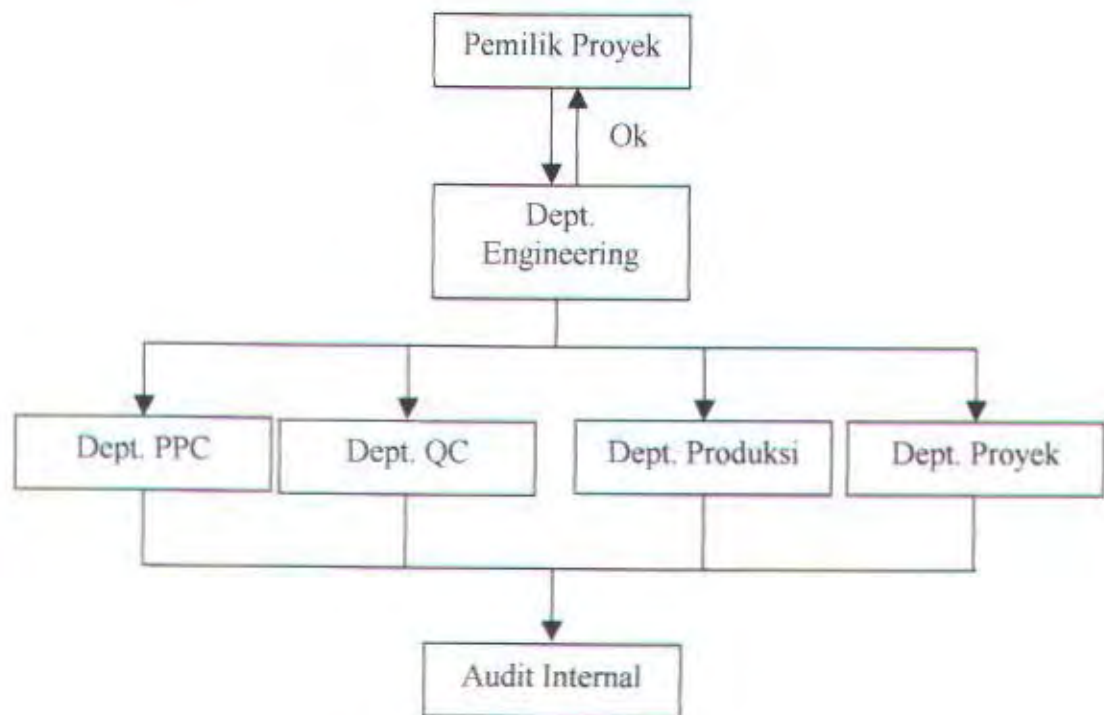 Pemilik Proyek
Ok
Dept.
Engineering
Dept. PPC
Dept. QC
Dept. Produksi
Dept. Proyek
Audit Internal